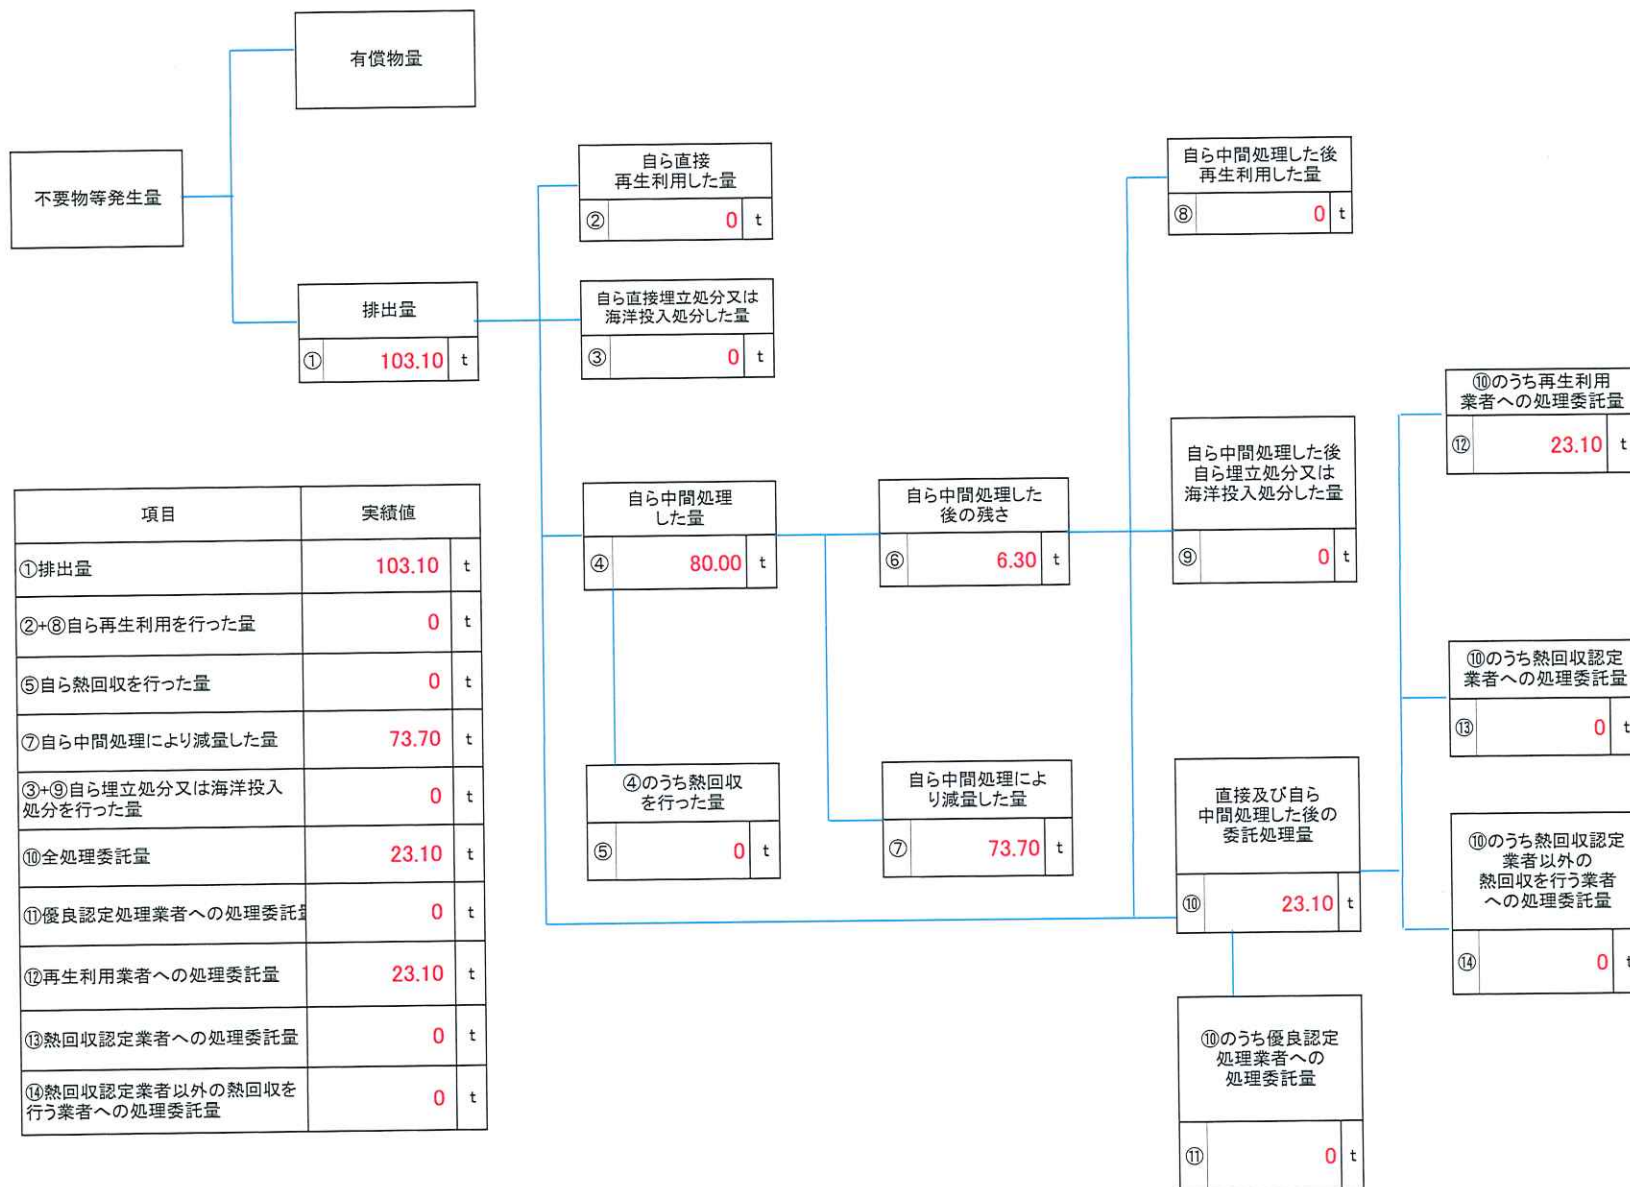 有償物量
不要物等発生量
排出量
① 103.10 t
自ら直接
再生利用した量
② 0 t
自ら直接埋立処分又は
海洋投入処分した量
③ 0 t
自ら中間処理
した量
④ 80.00 t
④のうち熱回収
を行った量
⑤ 0 t
自ら中間処理した
後の残さ
⑥ 6.30 t
自ら中間処理によ
り減量した量
⑦ 73.70 t
自ら中間処理した後
再生利用した量
⑧ 0 t
自ら中間処理した後
自ら埋立処分又は
海洋投入処分した量
⑨ 0 t
直接及び自ら
中間処理した後の
委託処理量
⑩ 23.10 t
⑩のうち優良認定
処理業者への
処理委託量
⑪ 0 t
⑩のうち再生利用
業者への処理委託量
⑫ 23.10 t
⑩のうち熱回収認定
業者への処理委託量
⑬ 0 t
⑩のうち熱回収認定
業者以外の
熱回収を行う業者
への処理委託量
⑭ 0 t
項目 実績値
①排出量 103.10 t
②+⑧自ら再生利用を行った量 0 t
⑤自ら熱回収を行った量 0 t
⑦自ら中間処理により減量した量 73.70 t
③+⑨自ら埋立処分又は海洋投入
処分を行った量 0 t
⑩全処理委託量 23.10 t
⑪優良認定処理業者への処理委託量 0 t
⑫再生利用業者への処理委託量 23.10 t
⑬熱回収認定業者への処理委託量 0 t
⑭熱回収認定業者以外の熱回収を
行う業者への処理委託量 0 t